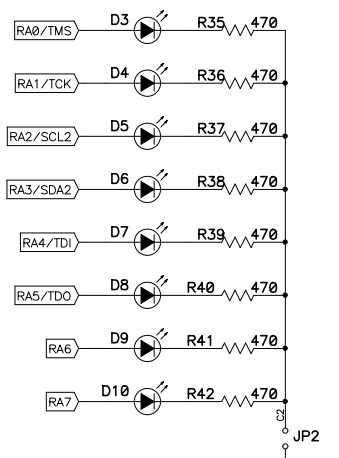 D3 R35 470
RA0/TMS
D4 R36 470
RA1/TCK
D5 R37 470
RA2/SCL2
D6 R38 470
RA3/SDA2
D7 R39 470
RA4/TDI
D8 R40 470
RA5/TDO
D9 R41 470
RA6
D10 R42 470
RA7
C2
JP2